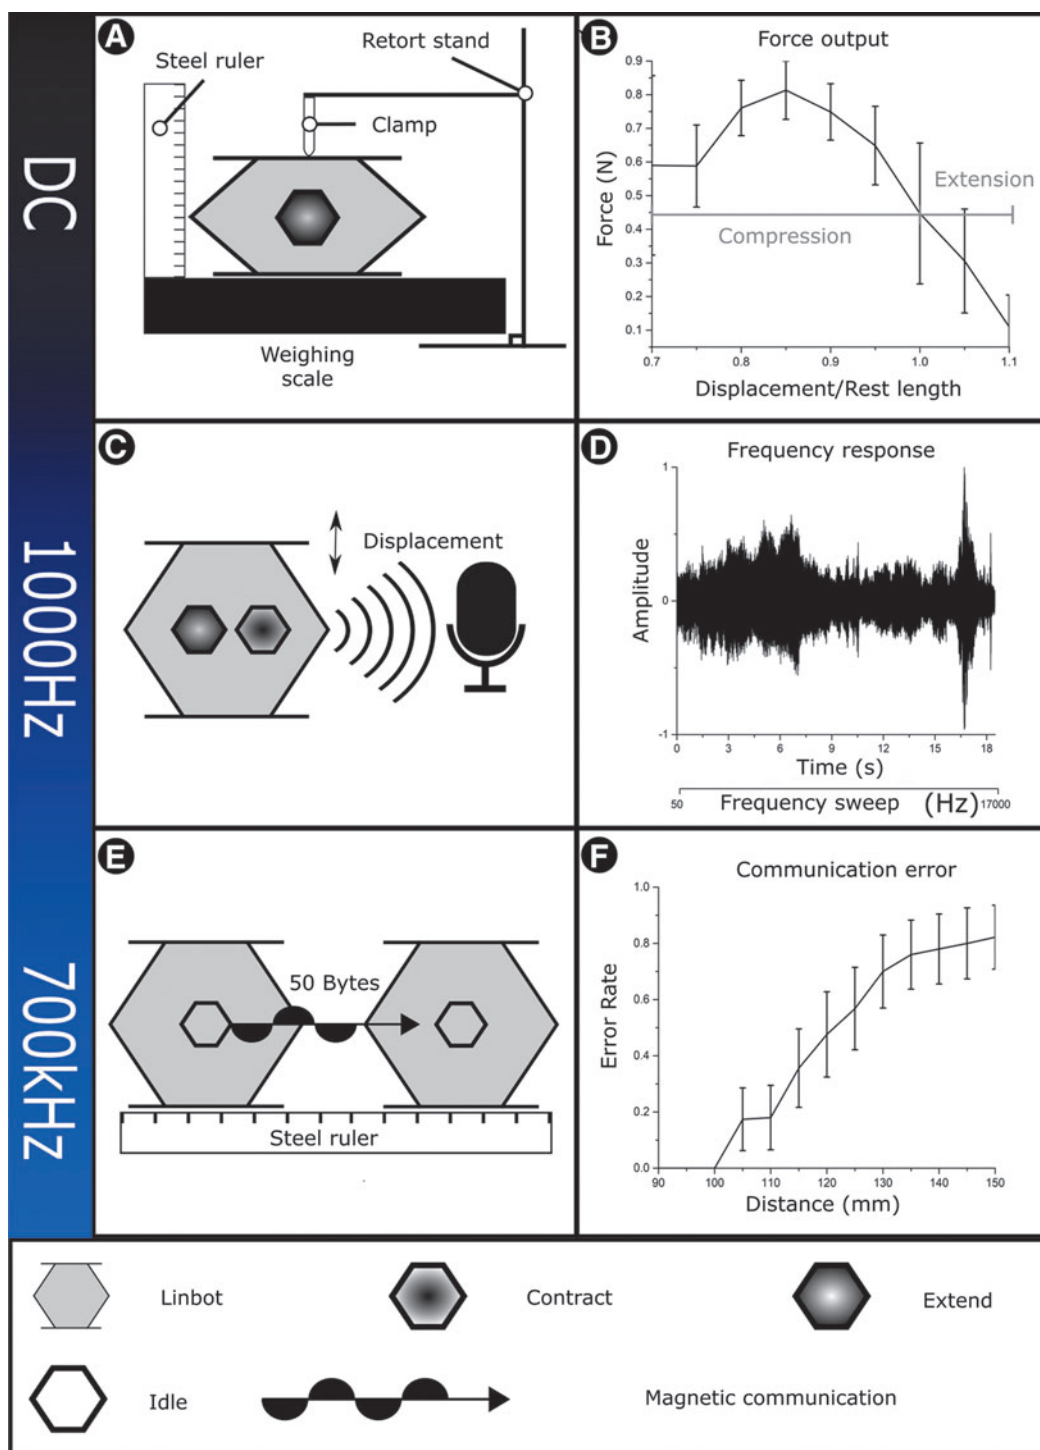 DC
1000Hz
700kHz
A
Steel ruler
Retort stand
Clamp
Weighing
scale
B
Force output
Force (N)
0.9
0.8
0.7
0.6
0.5
0.4
0.3
0.2
0.1
Extension
Compression
0.7
0.8
0.9
1.0
1.1
Displacement/Rest length
C
Displacement
D
Frequency response
Amplitude
1
0
-1
0
3
6
9
12
15
18
Time (s)
50 Frequency sweep (Hz) 17000
E
50 Bytes
Steel ruler
F
Communication error
Error Rate
1.0
0.8
0.6
0.4
0.2
0.0
90
100
110
120
130
140
150
Distance (mm)
Linbot
Contract
Extend
Idle
Magnetic communication